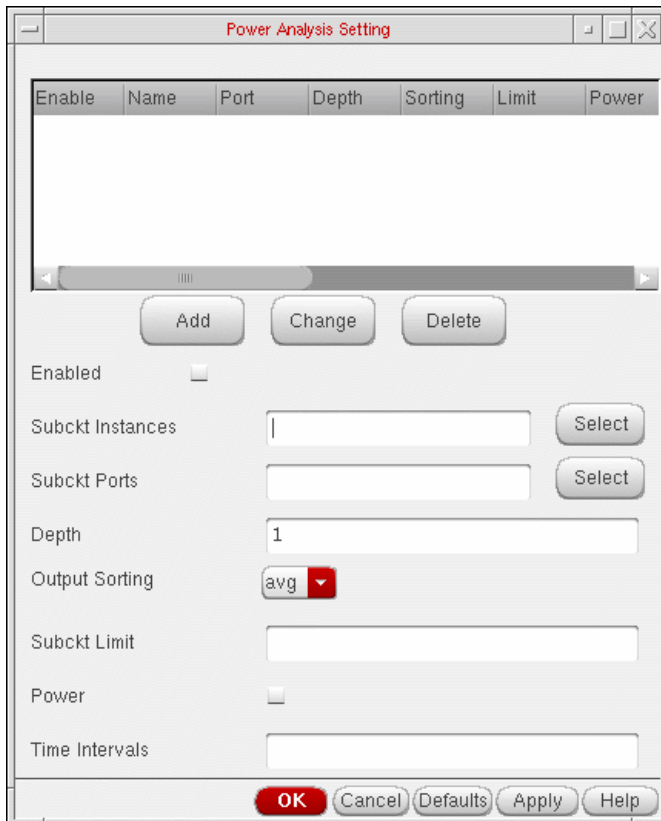 Power Analysis Setting
Enable Name Port Depth Sorting Limit Power
Add Change Delete
Enabled
Subckt Instances Select
Subckt Ports Select
Depth 1
Output Sorting avg
Subckt Limit
Power
Time Intervals
OK Cancel Defaults Apply Help